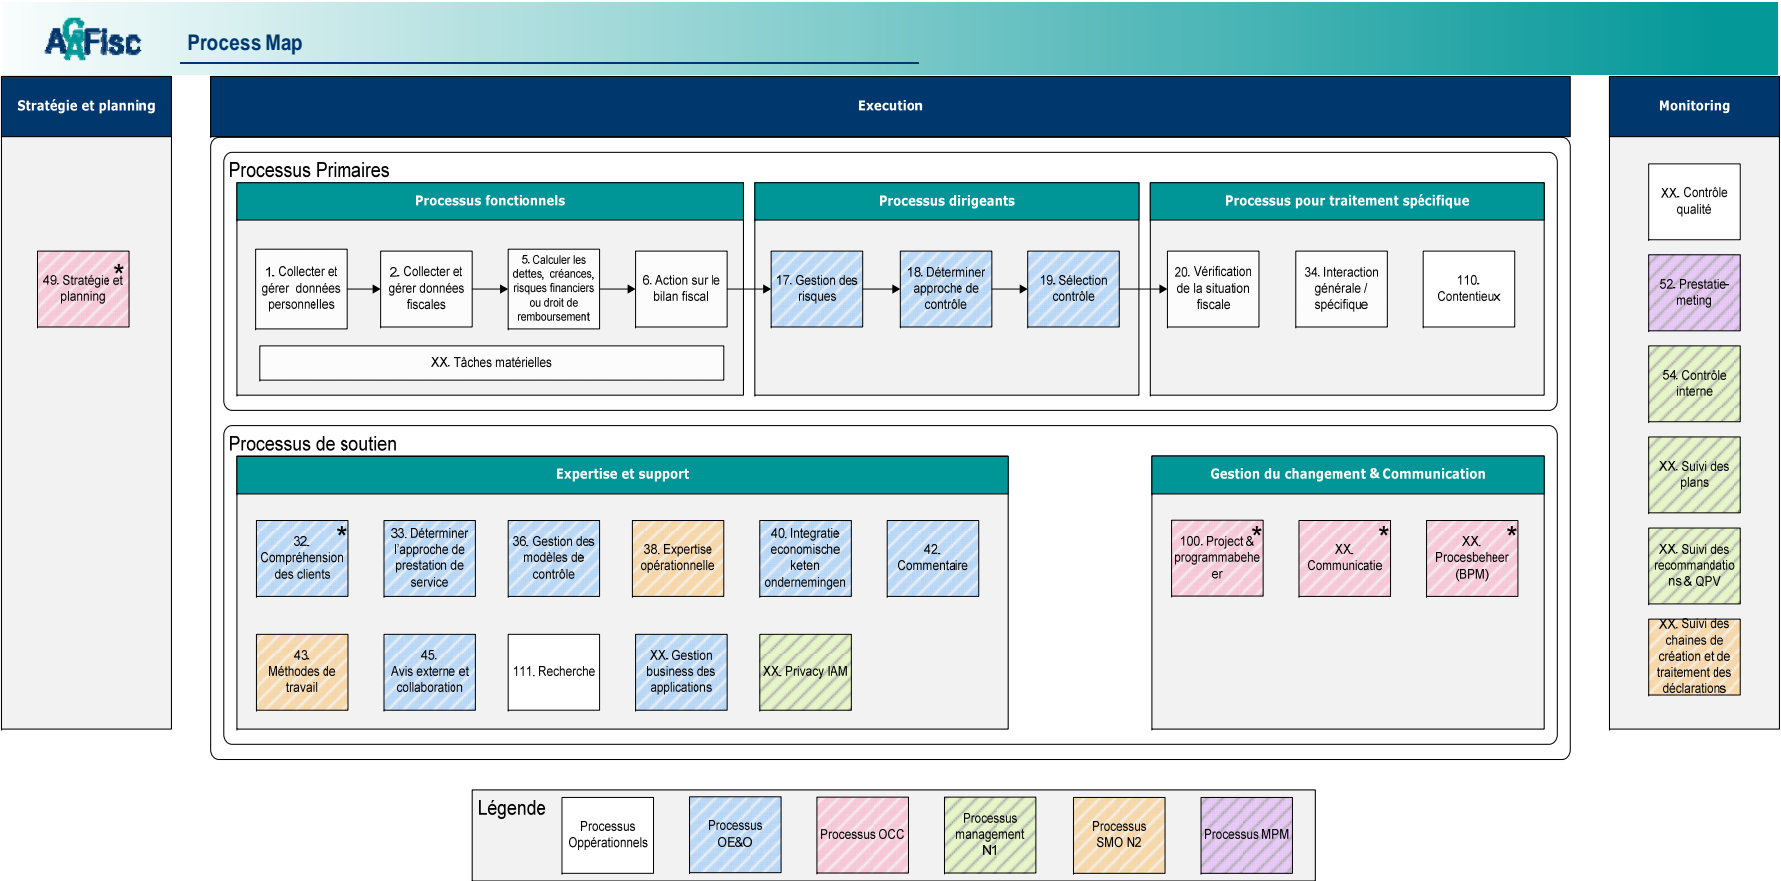 AGAFisc
Process Map
Stratégie et planning
Execution
Monitoring
49. Stratégie et
planning
*
Processus Primaires
Processus fonctionnels
Processus dirigeants
Processus pour traitement spécifique
1. Collecter et
gérer données
personnelles
2. Collecter et
gérer données
fiscales
5. Calculer les
dettes, créances,
risques financiers
ou droit de
remboursement
6. Action sur le
bilan fiscal
17. Gestion des
risques
18. Déterminer
approche de
contrôle
19. Sélection
contrôle
20. Vérification
de la situation
fiscale
34. Interaction
générale /
spécifique
110.
Contentieux
XX. Tâches matérielles
Processus de soutien
Expertise et support
Gestion du changement & Communication
32.
Compréhension
des clients
*
33. Déterminer
l'approche de
prestation de
service
36. Gestion des
modèles de
contrôle
38. Expertise
opérationnelle
40. Integratie
economische
keten
ondernemingen
42.
Commentaire
100. Project &
programmabehe
er
*
XX.
Communicatie
*
XX.
Procesbeheer
(BPM)
*
43.
Méthodes de
travail
45.
Avis externe et
collaboration
111. Recherche
XX. Gestion
business des
applications
XX. Privacy IAM
XX. Contrôle
qualité
52. Prestatie-
meting
54. Contrôle
interne
XX. Suivi des
plans
XX. Suivi des
recommandatio
ns & QPV
XX. Suivi des
chaines de
création et de
traitement des
déclarations
Légende
Processus
Oppérationnels
Processus
OE&O
Processus OCC
Processus
management
N1
Processus
SMO N2
Processus MPM